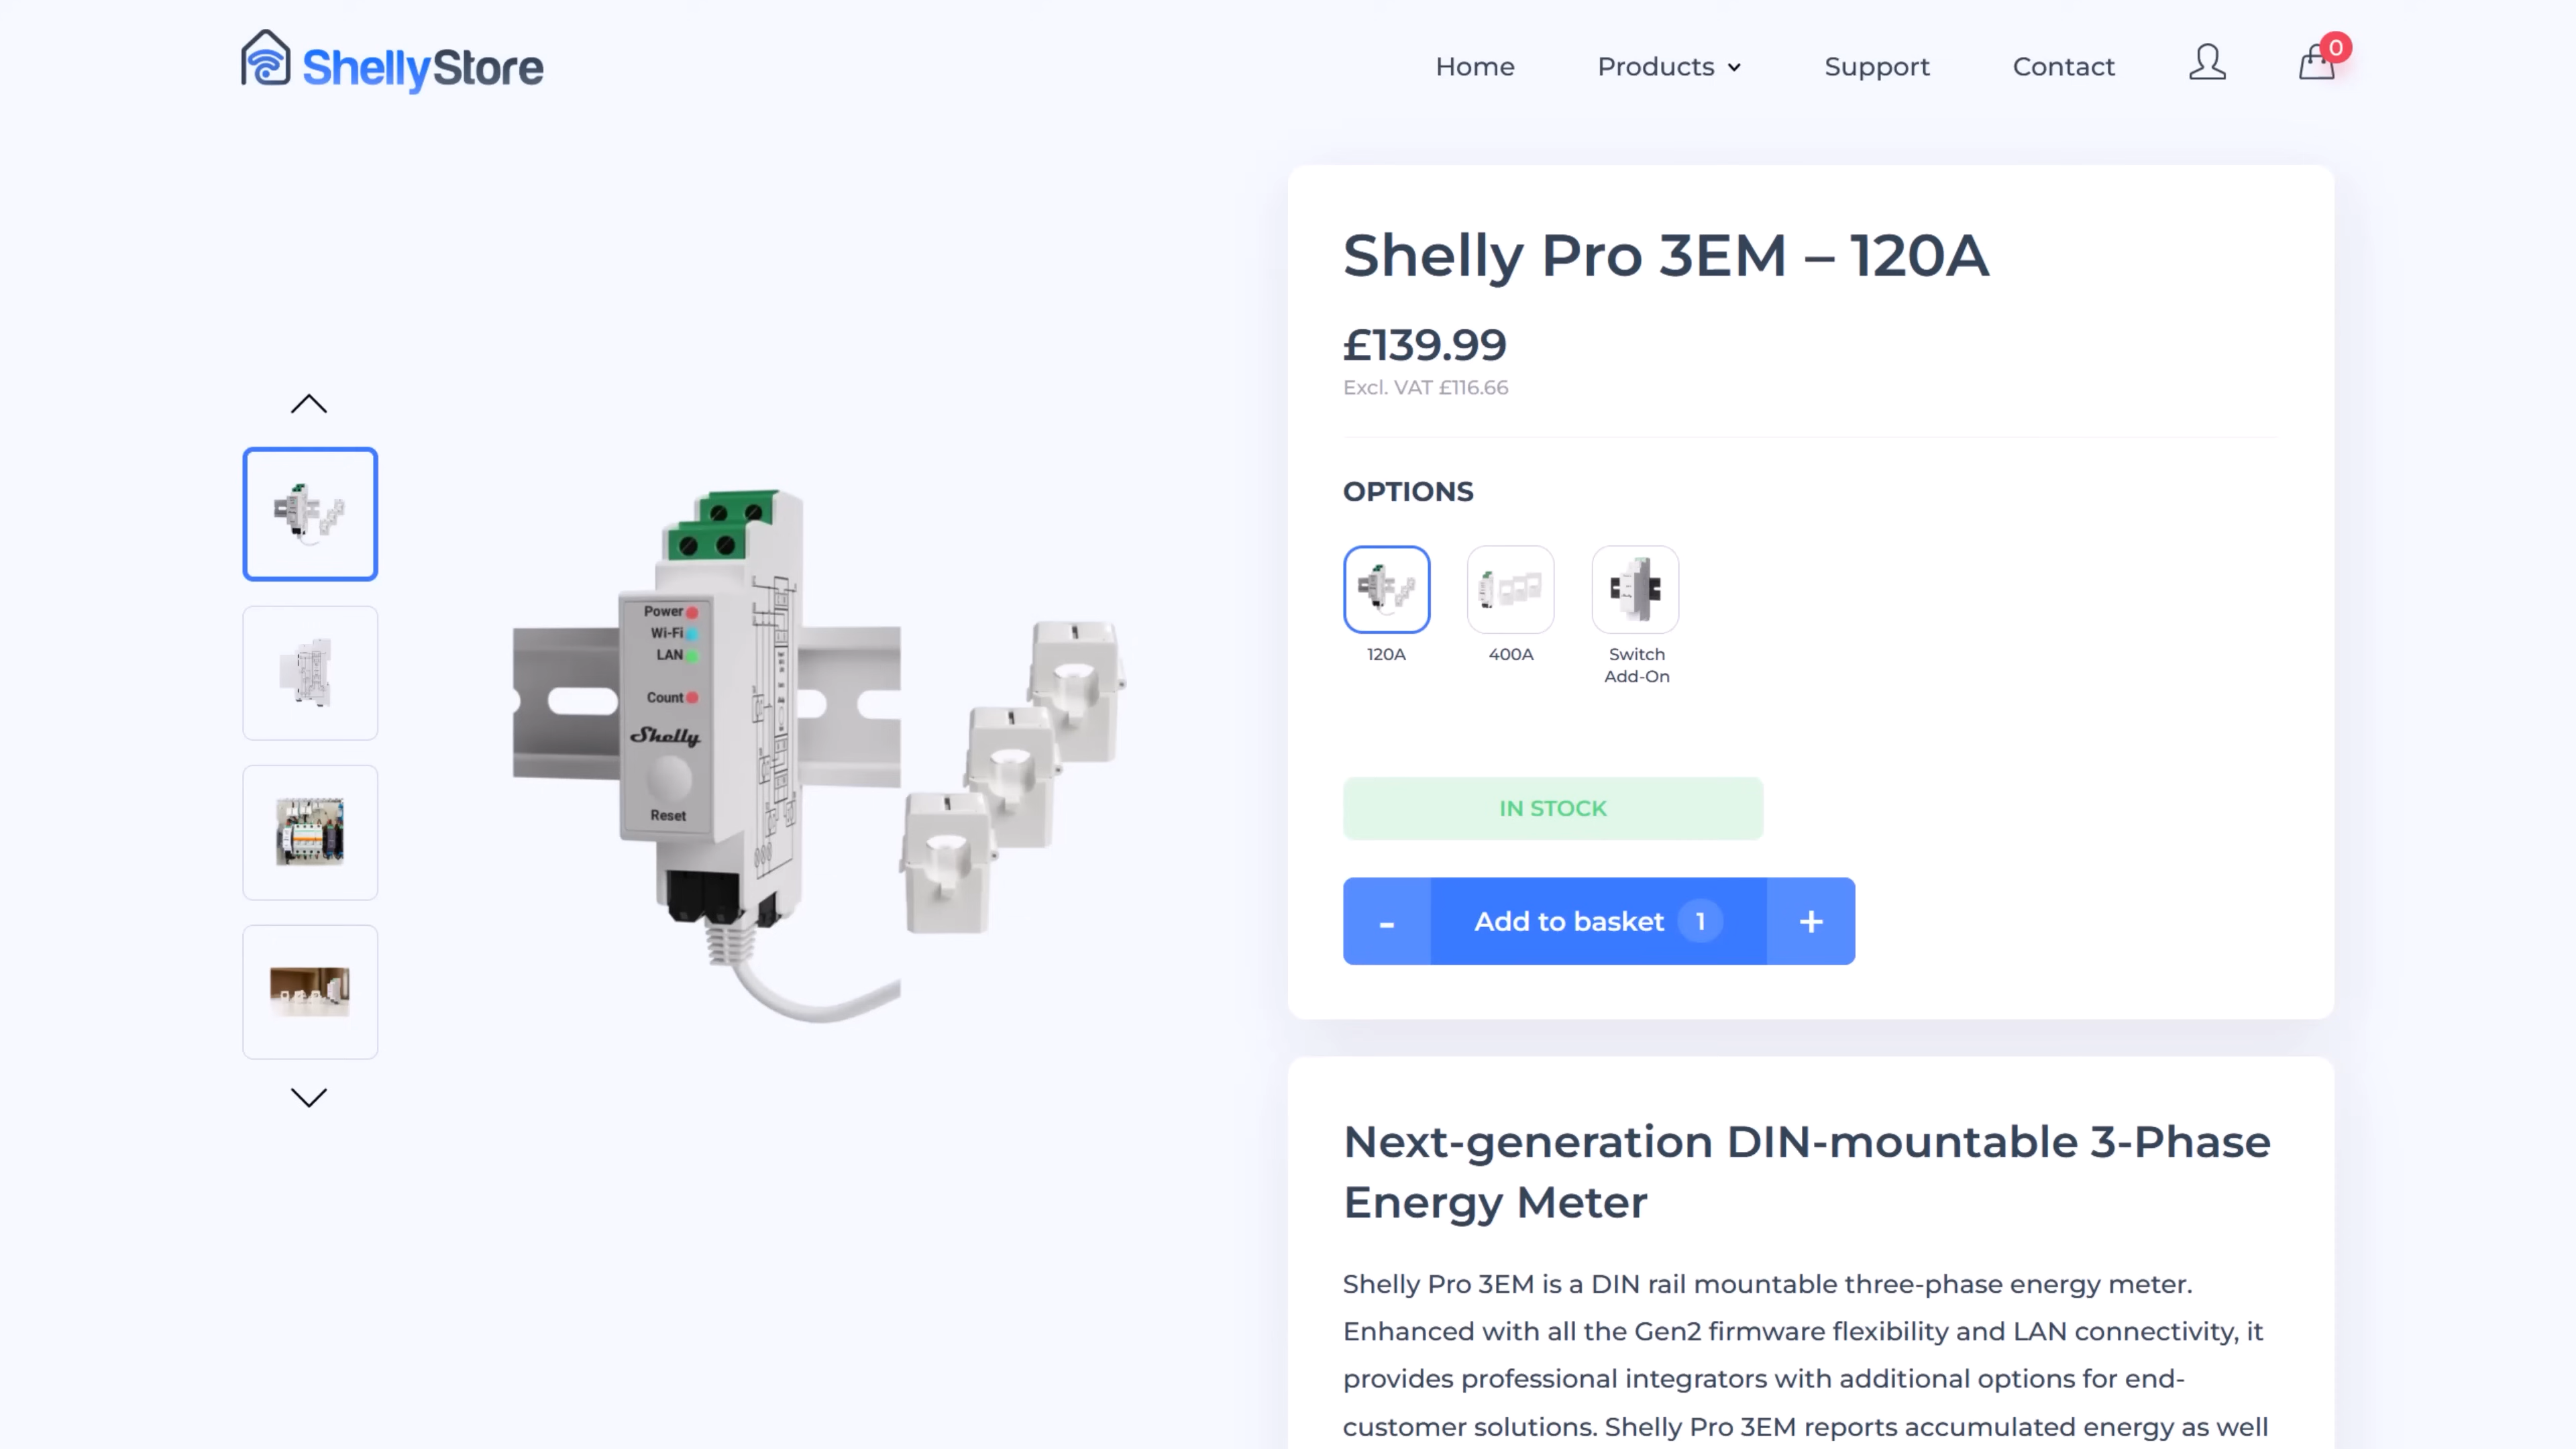 ShellyStore
Home
Products
Support
Contact
0
Shelly Pro 3EM – 120A
£139.99
Excl. VAT £116.66
OPTIONS
120A
400A
Switch
Add-On
IN STOCK
- Add to basket 1 +
Power
Wi-Fi
LAN
Count
Shelly
Reset
Next-generation DIN-mountable 3-Phase
Energy Meter
Shelly Pro 3EM is a DIN rail mountable three-phase energy meter.
Enhanced with all the Gen2 firmware flexibility and LAN connectivity, it
provides professional integrators with additional options for end-
customer solutions. Shelly Pro 3EM reports accumulated energy as well